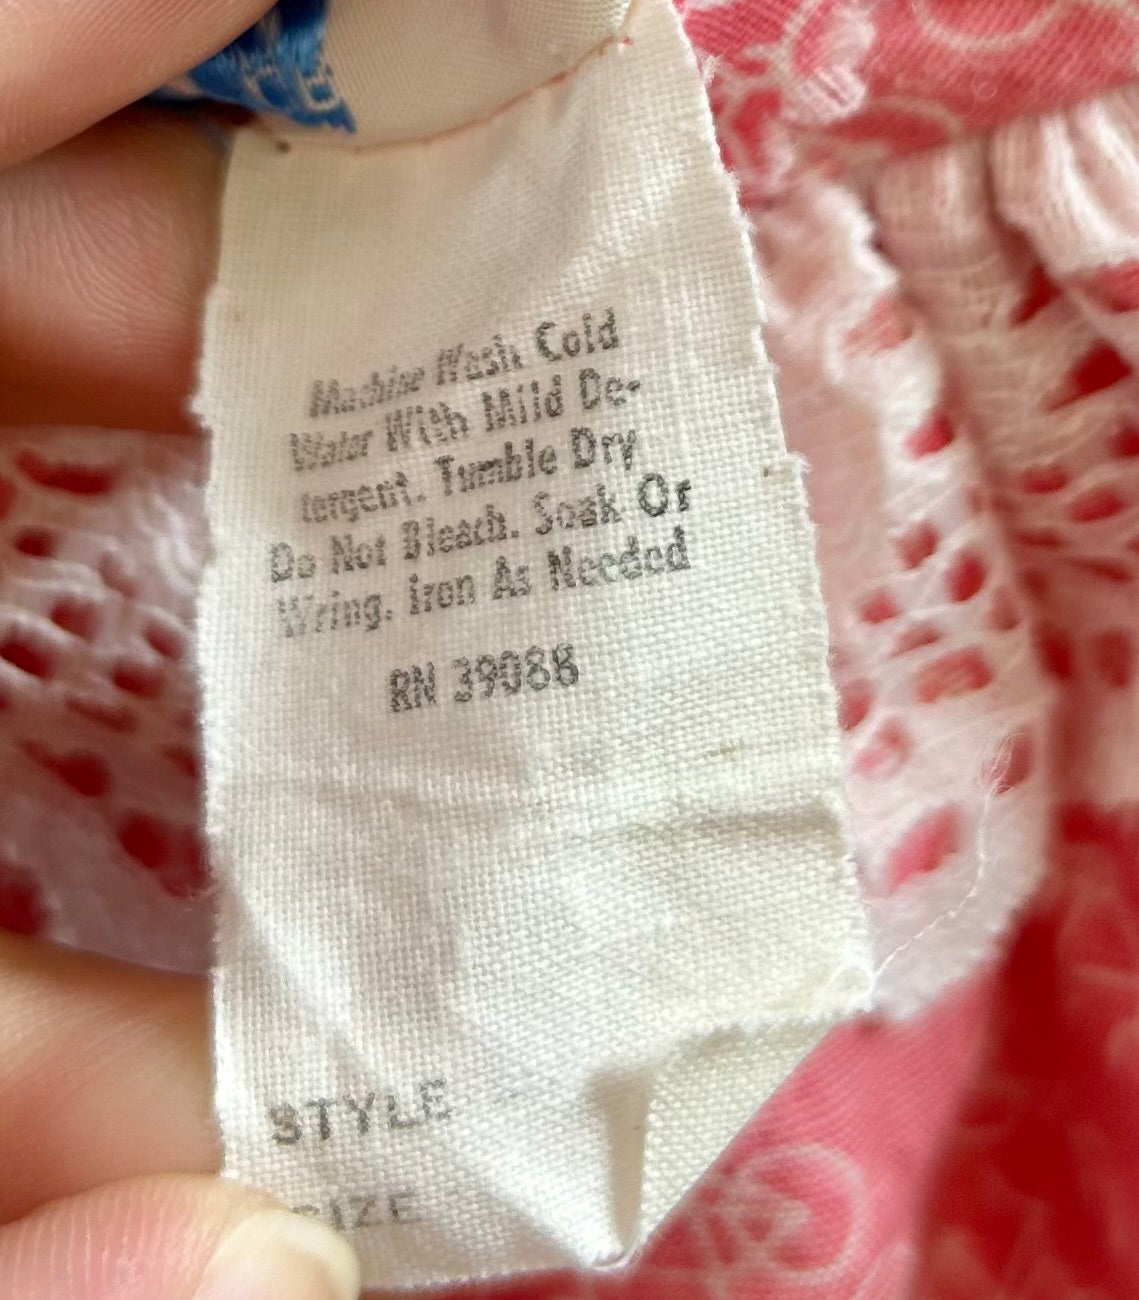 Machine Wash Cold
Water With Mild De-
tergent. Tumble Dry
Do Not Bleach. Soak Or
Wring. Iron As Needed
RN 39088
STYLE
SIZE